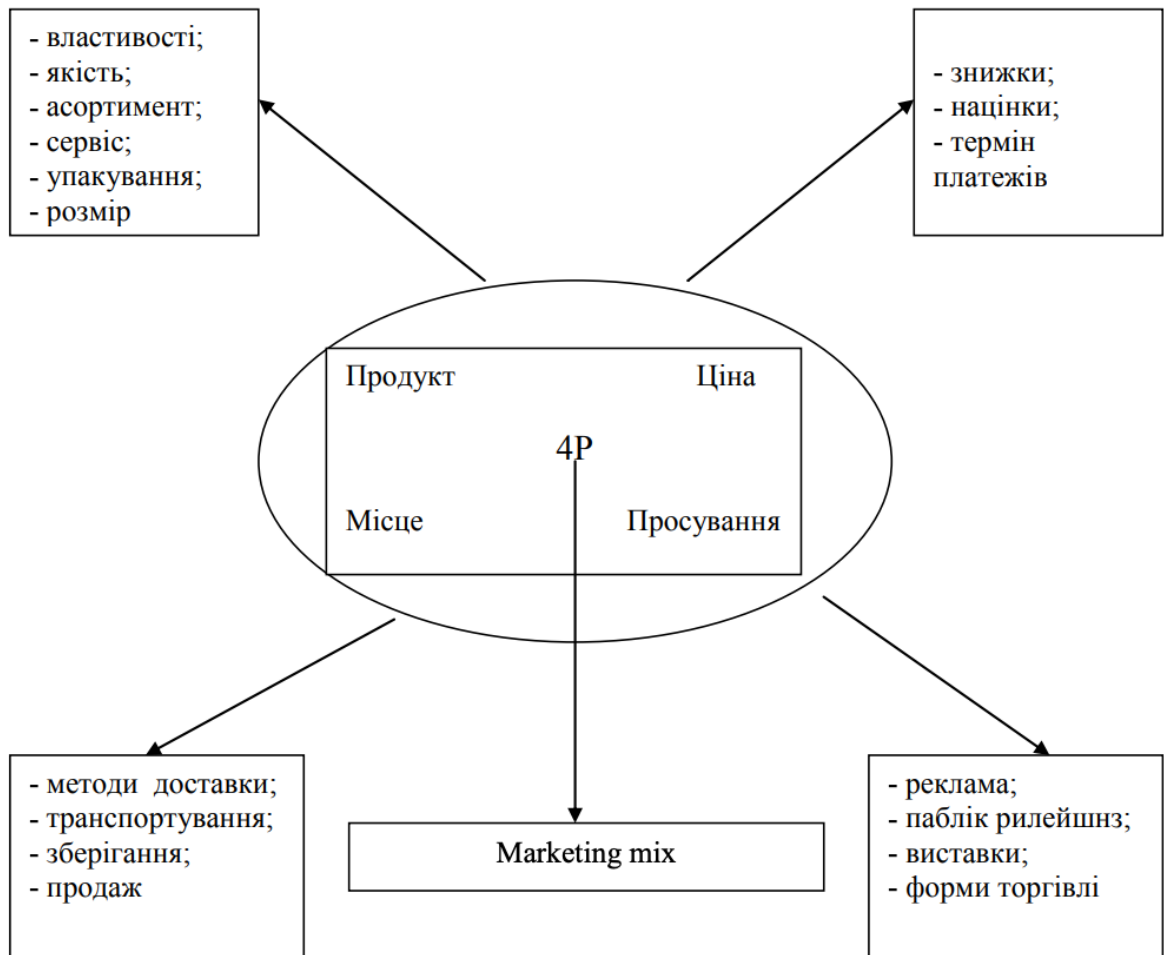 - властивості;
- якість;
- асортимент;
- сервіс;
- упакування;
- розмір
- знижки;
- націнки;
- термін
платежів
Продукт
Ціна
4Р
Місце
Просування
- методи доставки;
- транспортування;
- зберігання;
- продаж
Marketing mix
- реклама;
- паблік рилейшнз;
- виставки;
- форми торгівлі